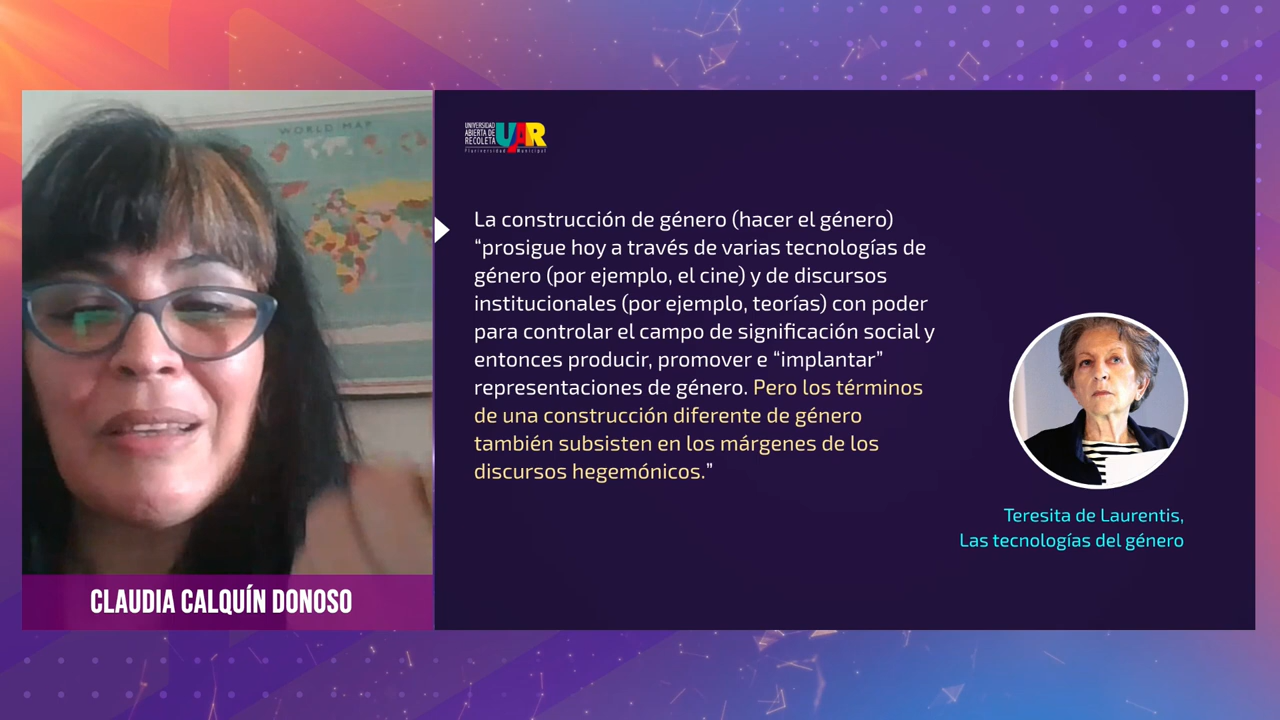 WORLD MAP
UNIVERSIDAD
ABIERTA DE
RECOLETA
UAR
Pluriversidad Municipal
La construcción de género (hacer el género)
“prosigue hoy a través de varias tecnologías de
género (por ejemplo, el cine) y de discursos
institucionales (por ejemplo, teorías) con poder
para controlar el campo de significación social y
entonces producir, promover e “implantar”
representaciones de género. Pero los términos
de una construcción diferente de género
también subsisten en los márgenes de los
discursos hegemónicos.”
Teresita de Laurentis,
Las tecnologías del género
CLAUDIA CALQUÍN DONOSO